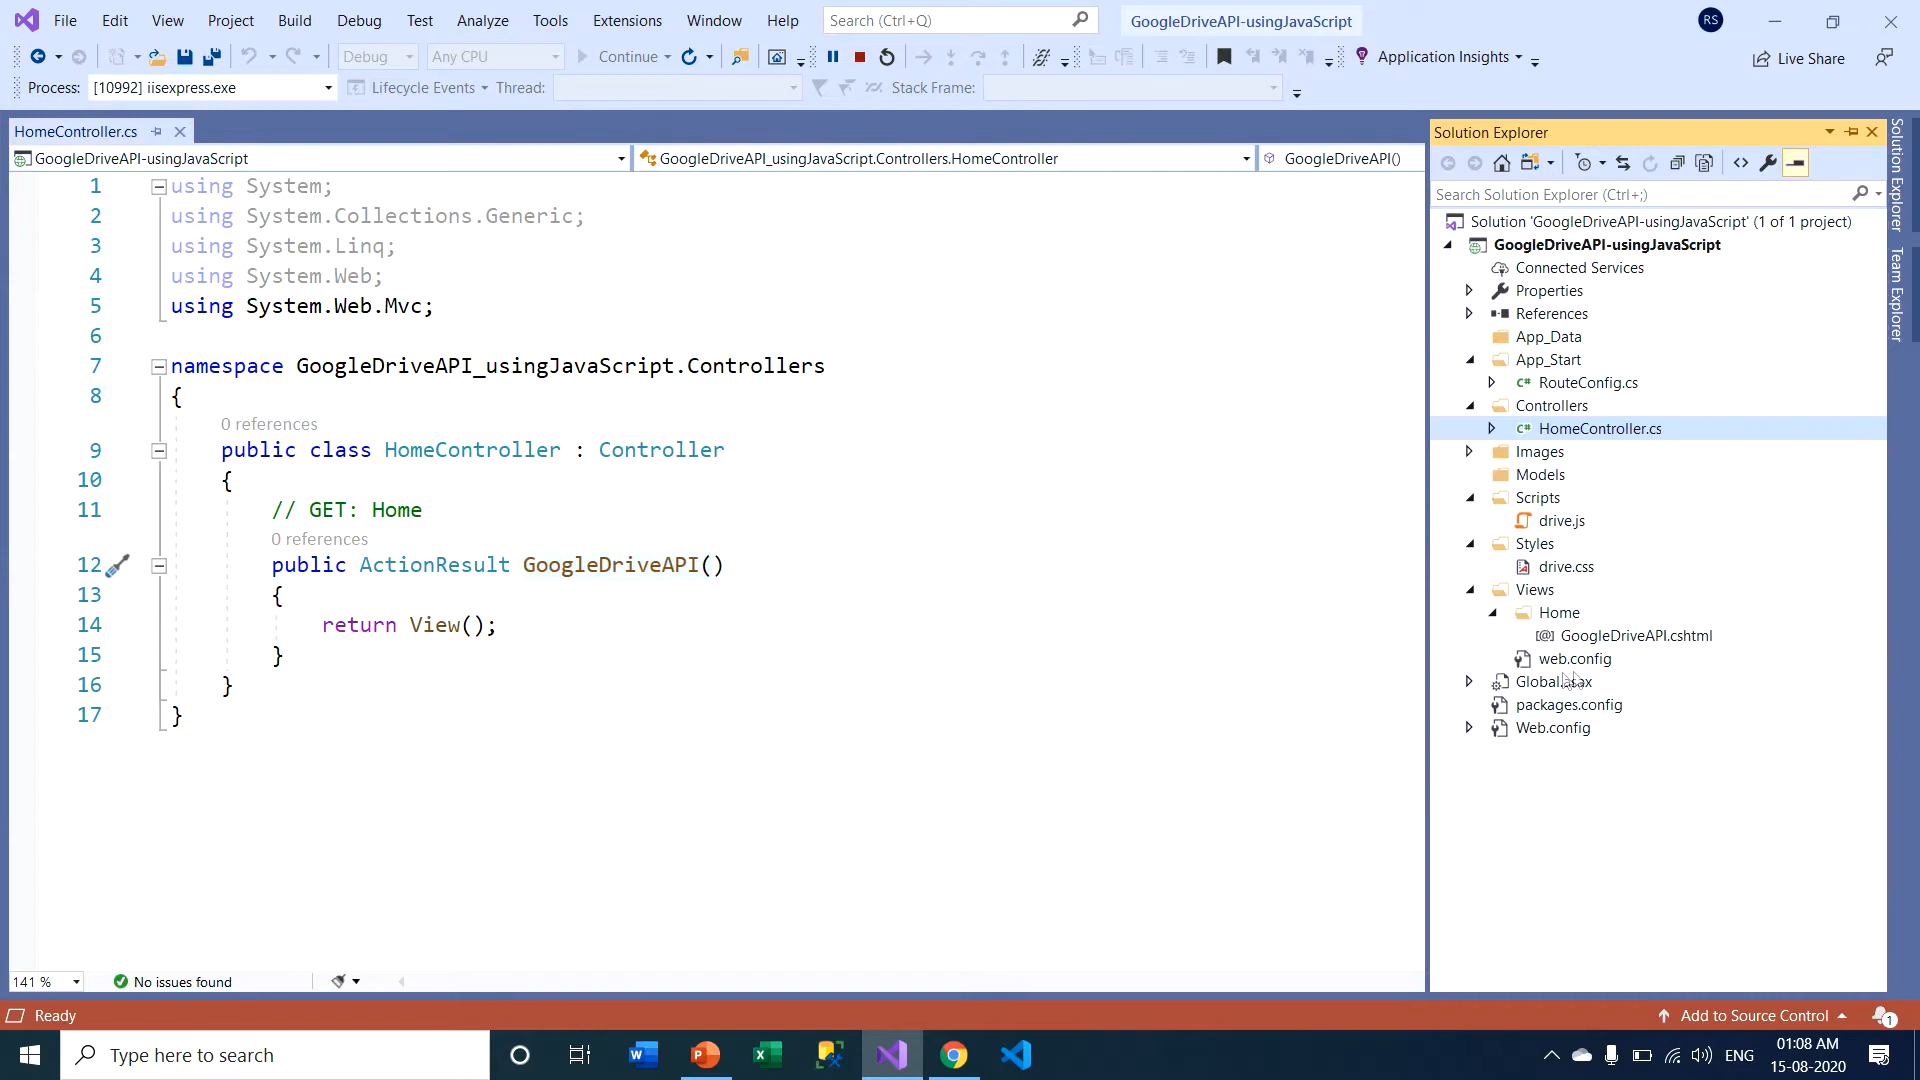 File Edit View Project Build Debug Test Analyze Tools Extensions Window Help Search (Ctrl+Q) GoogleDriveAPI-usingJavaScript RS
Debug Any CPU Continue Application Insights Live Share
Process: [10992] iisexpress.exe Lifecycle Events Thread: Stack Frame:
HomeController.cs
GoogleDriveAPI-usingJavaScript GoogleDriveAPI_usingJavaScript.Controllers.HomeController GoogleDriveAPI()
1 using System;
2 using System.Collections.Generic;
3 using System.Linq;
4 using System.Web;
5 using System.Web.Mvc;
6
7 namespace GoogleDriveAPI_usingJavaScript.Controllers
8 {
0 references
9 public class HomeController : Controller
10 {
11 // GET: Home
0 references
12 public ActionResult GoogleDriveAPI()
13 {
14 return View();
15 }
16 }
17 }
141 % No issues found
Solution Explorer
Search Solution Explorer (Ctrl+;)
Solution 'GoogleDriveAPI-usingJavaScript' (1 of 1 project)
GoogleDriveAPI-usingJavaScript
Connected Services
Properties
References
App_Data
App_Start
C# RouteConfig.cs
Controllers
C# HomeController.cs
Images
Models
Scripts
drive.js
Styles
drive.css
Views
Home
[@] GoogleDriveAPI.cshtml
web.config
Global.asax
packages.config
Web.config
Solution Explorer
Team Explorer
Ready Add to Source Control 1
Type here to search ENG 01:08 AM
15-08-2020